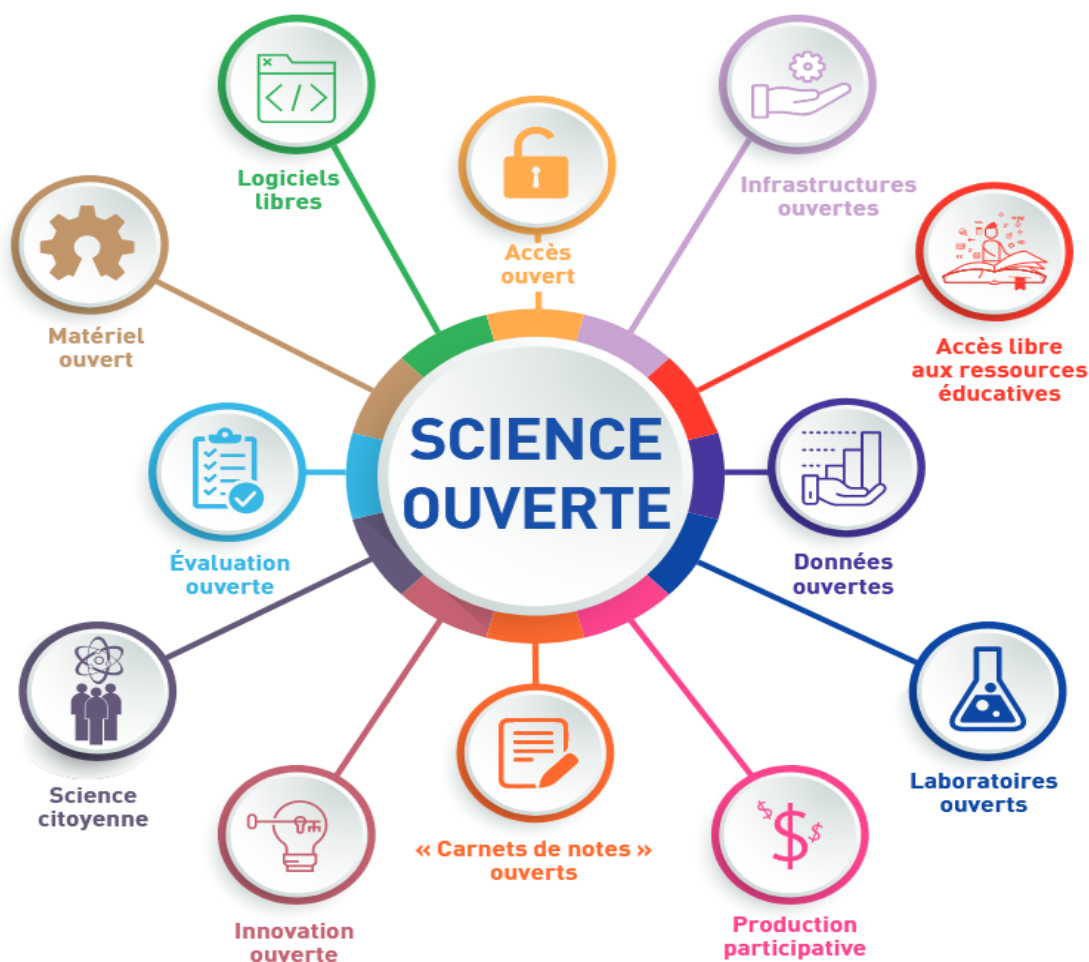 Logiciels
libres
Accès
ouvert
Infrastructures
ouvertes
Matériel
ouvert
Accès libre
aux ressources
éducatives
SCIENCE
OUVERTE
Évaluation
ouverte
Données
ouvertes
Science
citoyenne
Laboratoires
ouverts
« Carnets de notes »
ouverts
Innovation
ouverte
Production
participative